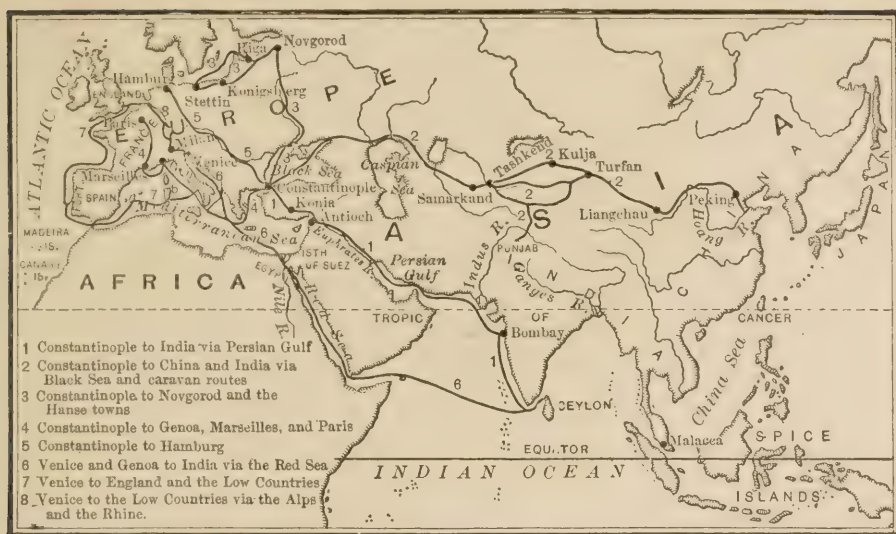 ATLANTIC OCEAN
Riga
Novgorod
Hamburg
ENGLAND
Stettin
Konigsberg
EUROPE
Paris
FRANCE
Milan
Venice
Marseilles
SPAIN
Black Sea
Caspian Sea
Constantinople
Konia
Antioch
Mediterranean Sea
Samarkand
Tashkend
Kulja
Turfan
Liangchau
Peking
Hoang R.
ASIA
CHINA
JAPAN
MADEIRA
AFRICA
EGYPT
ISTH OF SUEZ
Nile R.
Red Sea
Euphrates R.
Persian Gulf
Indus R.
PUNJAB
Ganges R.
INDIA
TROPIC
OF
CANCER
Bombay
CEYLON
China Sea
Malacca
SPICE
ISLANDS
EQUATOR
INDIAN OCEAN
1 Constantinople to India via Persian Gulf
2 Constantinople to China and India via
Black Sea and caravan routes
3 Constantinople to Novgorod and the
Hanse towns
4 Constantinople to Genoa, Marseilles, and Paris
5 Constantinople to Hamburg
6 Venice and Genoa to India via the Red Sea
7 Venice to England and the Low Countries
8 Venice to the Low Countries via the Alps
and the Rhine.